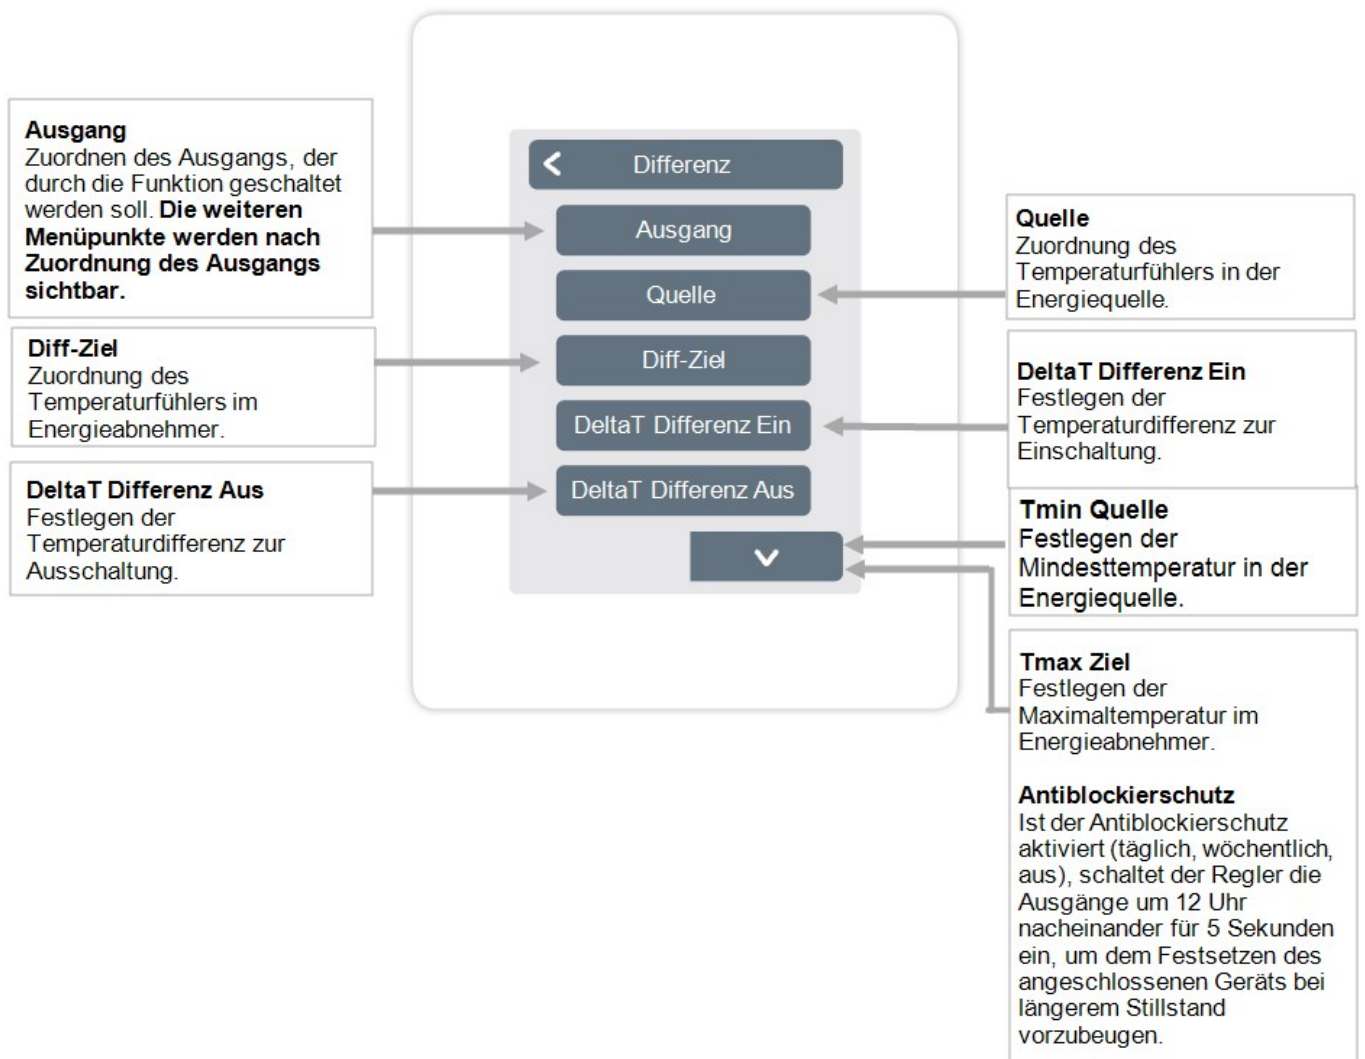 Ausgang
Zuordnen des Ausgangs, der
durch die Funktion geschaltet
werden soll. Die weiteren
Menüpunkte werden nach
Zuordnung des Ausgangs
sichtbar.
Diff-Ziel
Zuordnung des
Temperaturfühlers im
Energieabnehmer.
DeltaT Differenz Aus
Festlegen der
Temperaturdifferenz zur
Ausschaltung.
Differenz
Ausgang
Quelle
Diff-Ziel
DeltaT Differenz Ein
DeltaT Differenz Aus
Quelle
Zuordnung des
Temperaturfühlers in der
Energiequelle.
DeltaT Differenz Ein
Festlegen der
Temperaturdifferenz zur
Einschaltung.
Tmin Quelle
Festlegen der
Mindesttemperatur in der
Energiequelle.
Tmax Ziel
Festlegen der
Maximaltemperatur im
Energieabnehmer.
Antiblockierschutz
Ist der Antiblockierschutz
aktiviert (täglich, wöchentlich,
aus), schaltet der Regler die
Ausgänge um 12 Uhr
nacheinander für 5 Sekunden
ein, um dem Festsetzen des
angeschlossenen Geräts bei
längerem Stillstand
vorzubeugen.